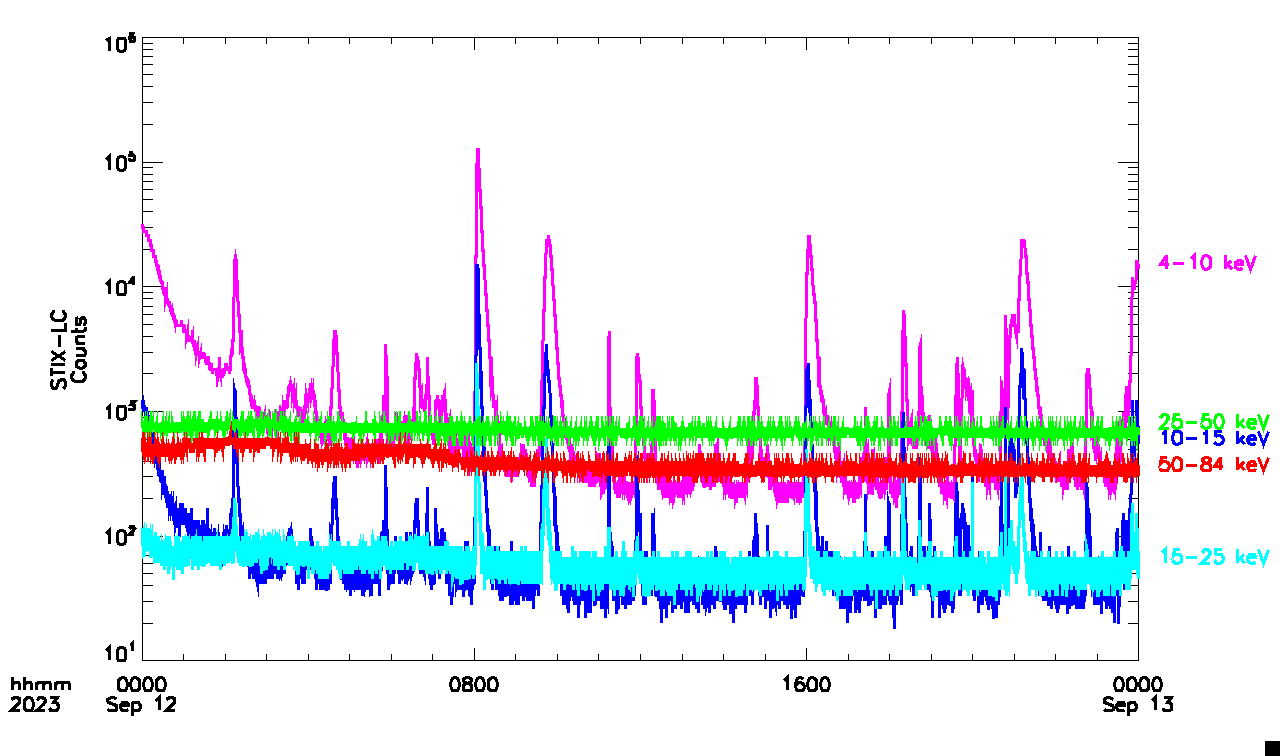 10⁶
10⁵
10⁴
10³
10²
10¹
STIX-LC
Counts
4-10 keV
25-50 keV
10-15 keV
50-84 keV
15-25 keV
hhmm 0000 0800 1600 0000
2023 Sep 12 Sep 13